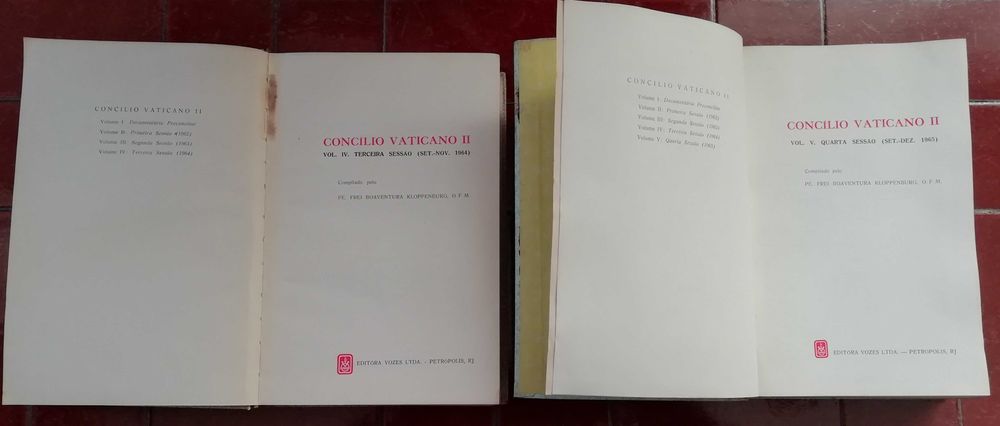 CONCILIO VATICANO II
Volume I: Documentário Preconciliar
Volume II: Primeira Sessão (1962)
Volume III: Segunda Sessão (1963)
Volume IV: Terceira Sessão (1964)
CONCÍLIO VATICANO II
VOL. IV. TERCEIRA SESSÃO (SET.-NOV. 1964)
Compilado pelo
PE. FREI BOAVENTURA KLOPPENBURG, O.F.M.
EDITORA VOZES LTDA. - PETROPOLIS, RJ
CONCILIO VATICANO II
Volume I: Documentário Preconciliar
Volume II: Primeira Sessão (1962)
Volume III: Segunda Sessão (1963)
Volume IV: Terceira Sessão (1964)
Volume V: Quarta Sessão (1965)
CONCÍLIO VATICANO II
VOL. V. QUARTA SESSÃO (SET.-DEZ. 1965)
Compilado pelo
PE. FREI BOAVENTURA KLOPPENBURG, O.F.M.
EDITORA VOZES LTDA. — PETROPOLIS, RJ